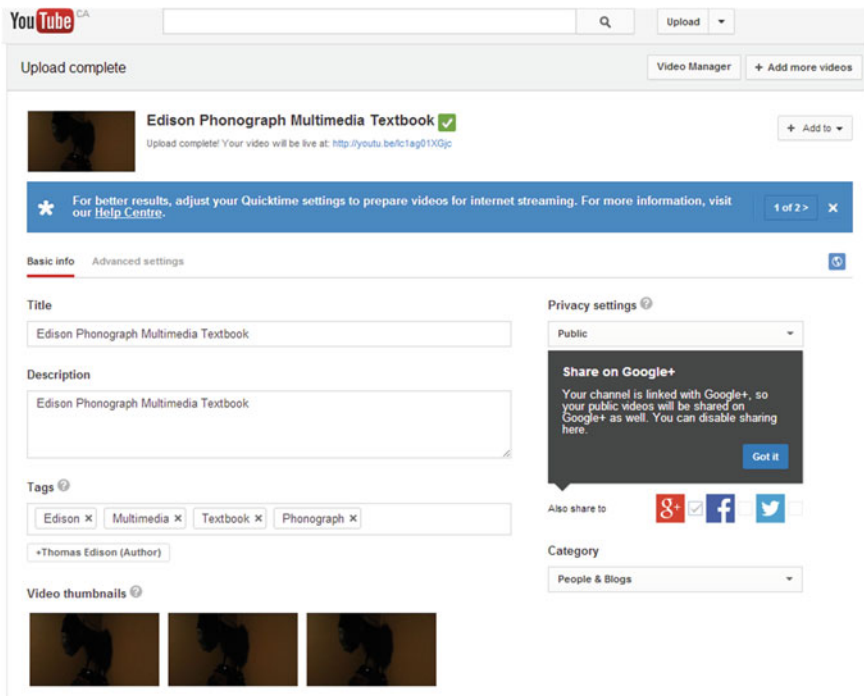 You Tube CA
Upload
Upload complete
Video Manager
+ Add more videos
Edison Phonograph Multimedia Textbook
Upload complete! Your video will be live at: http://youtu.be/lc1ag01XGjc
+ Add to
For better results, adjust your Quicktime settings to prepare videos for internet streaming. For more information, visit
our Help Centre.
1 of 2 >
x
Basic info
Advanced settings
Title
Edison Phonograph Multimedia Textbook
Description
Edison Phonograph Multimedia Textbook
Tags ?
Edison x
Multimedia x
Textbook x
Phonograph x
+Thomas Edison (Author)
Video thumbnails ?
Privacy settings ?
Public
Share on Google+
Your channel is linked with Google+, so
your public videos will be shared on
Google+ as well. You can disable sharing
here.
Got it
Also share to
g+
f
Category
People & Blogs